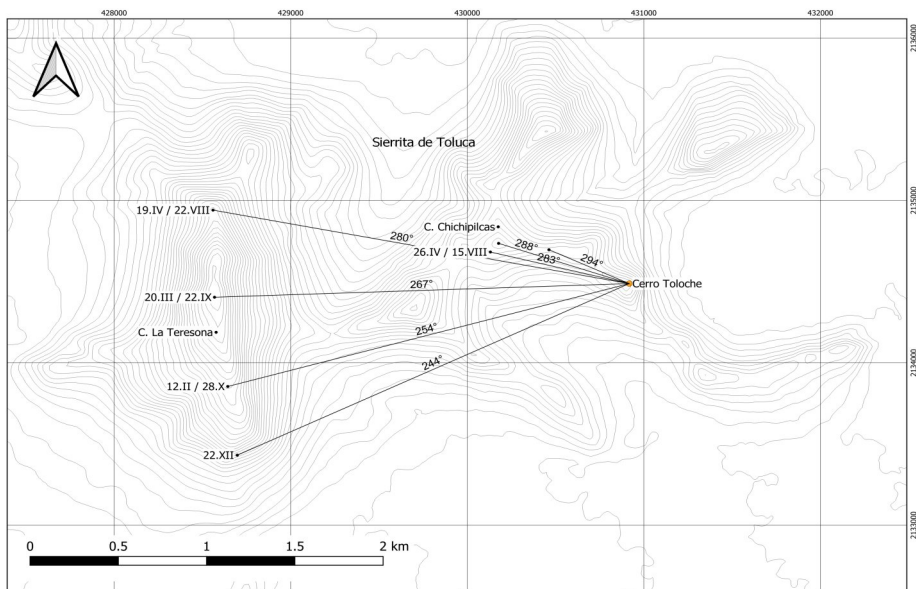 428000
429000
430000
431000
432000
2136000
Sierrita de Toluca
2135000
19.IV / 22.VIII
C. Chichipilcas
280°
288°
26.IV / 15.VIII
283°
294°
267°
Cerro Toloche
20.III / 22.IX
C. La Teresona
254°
2134000
244°
12.II / 28.X
22.XII
2133000
0 0.5 1 1.5 2 km